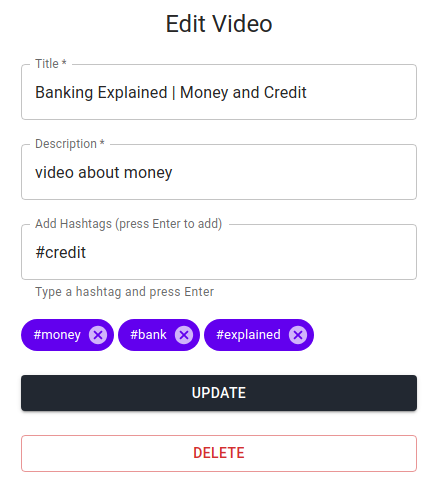 Edit Video
Title *
Banking Explained | Money and Credit
Description *
video about money
Add Hashtags (press Enter to add)
#credit
Type a hashtag and press Enter
#money #bank #explained
UPDATE
DELETE